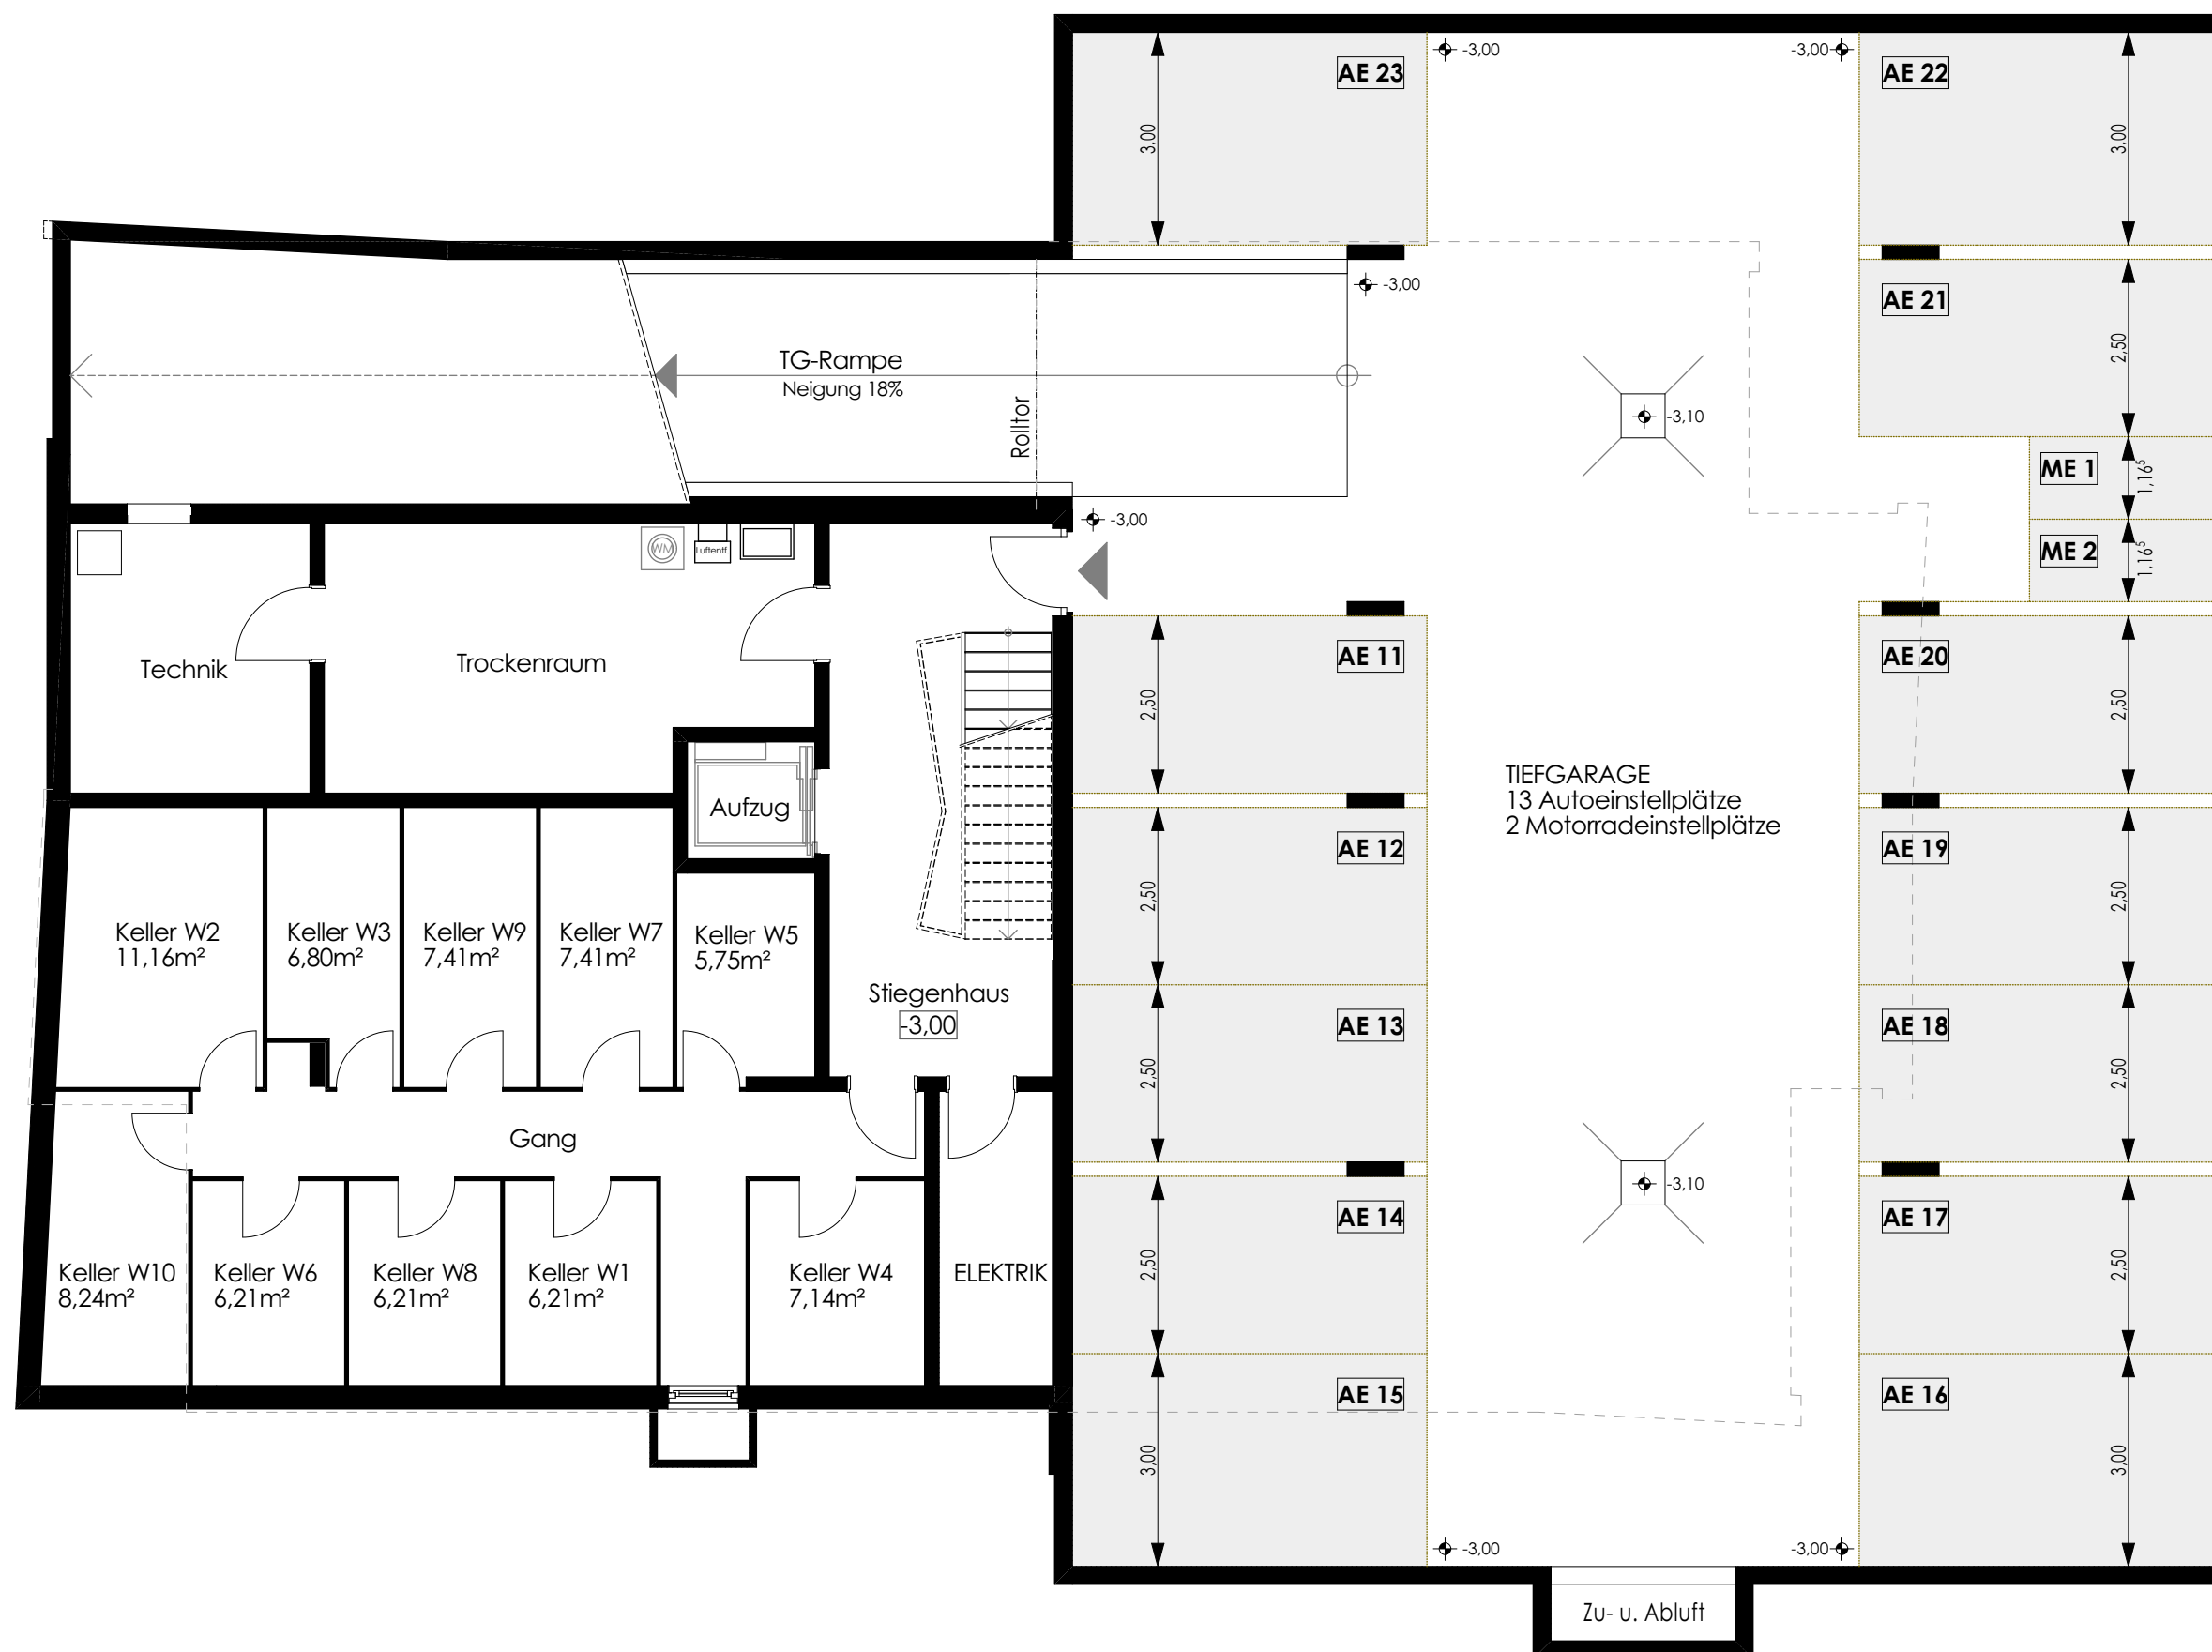 AE 23
-3,00
-3,00
AE 22
3,00
3,00
-3,00
AE 21
TG-Rampe
Neigung 18%
Rolltor
2,50
-3,10
ME 1
1,16⁵
-3,00
WM
Luftentf.
ME 2
1,16⁵
Technik
Trockenraum
AE 11
AE 20
2,50
2,50
TIEFGARAGE
13 Autoeinstellplätze
2 Motorradeinstellplätze
Aufzug
AE 12
AE 19
2,50
2,50
Keller W2
11,16m²
Keller W3
6,80m²
Keller W9
7,41m²
Keller W7
7,41m²
Keller W5
5,75m²
Stiegenhaus
-3,00
AE 13
AE 18
2,50
2,50
Gang
-3,10
AE 14
AE 17
2,50
2,50
Keller W10
8,24m²
Keller W6
6,21m²
Keller W8
6,21m²
Keller W1
6,21m²
Keller W4
7,14m²
ELEKTRIK
AE 15
AE 16
3,00
3,00
-3,00
-3,00
Zu- u. Abluft